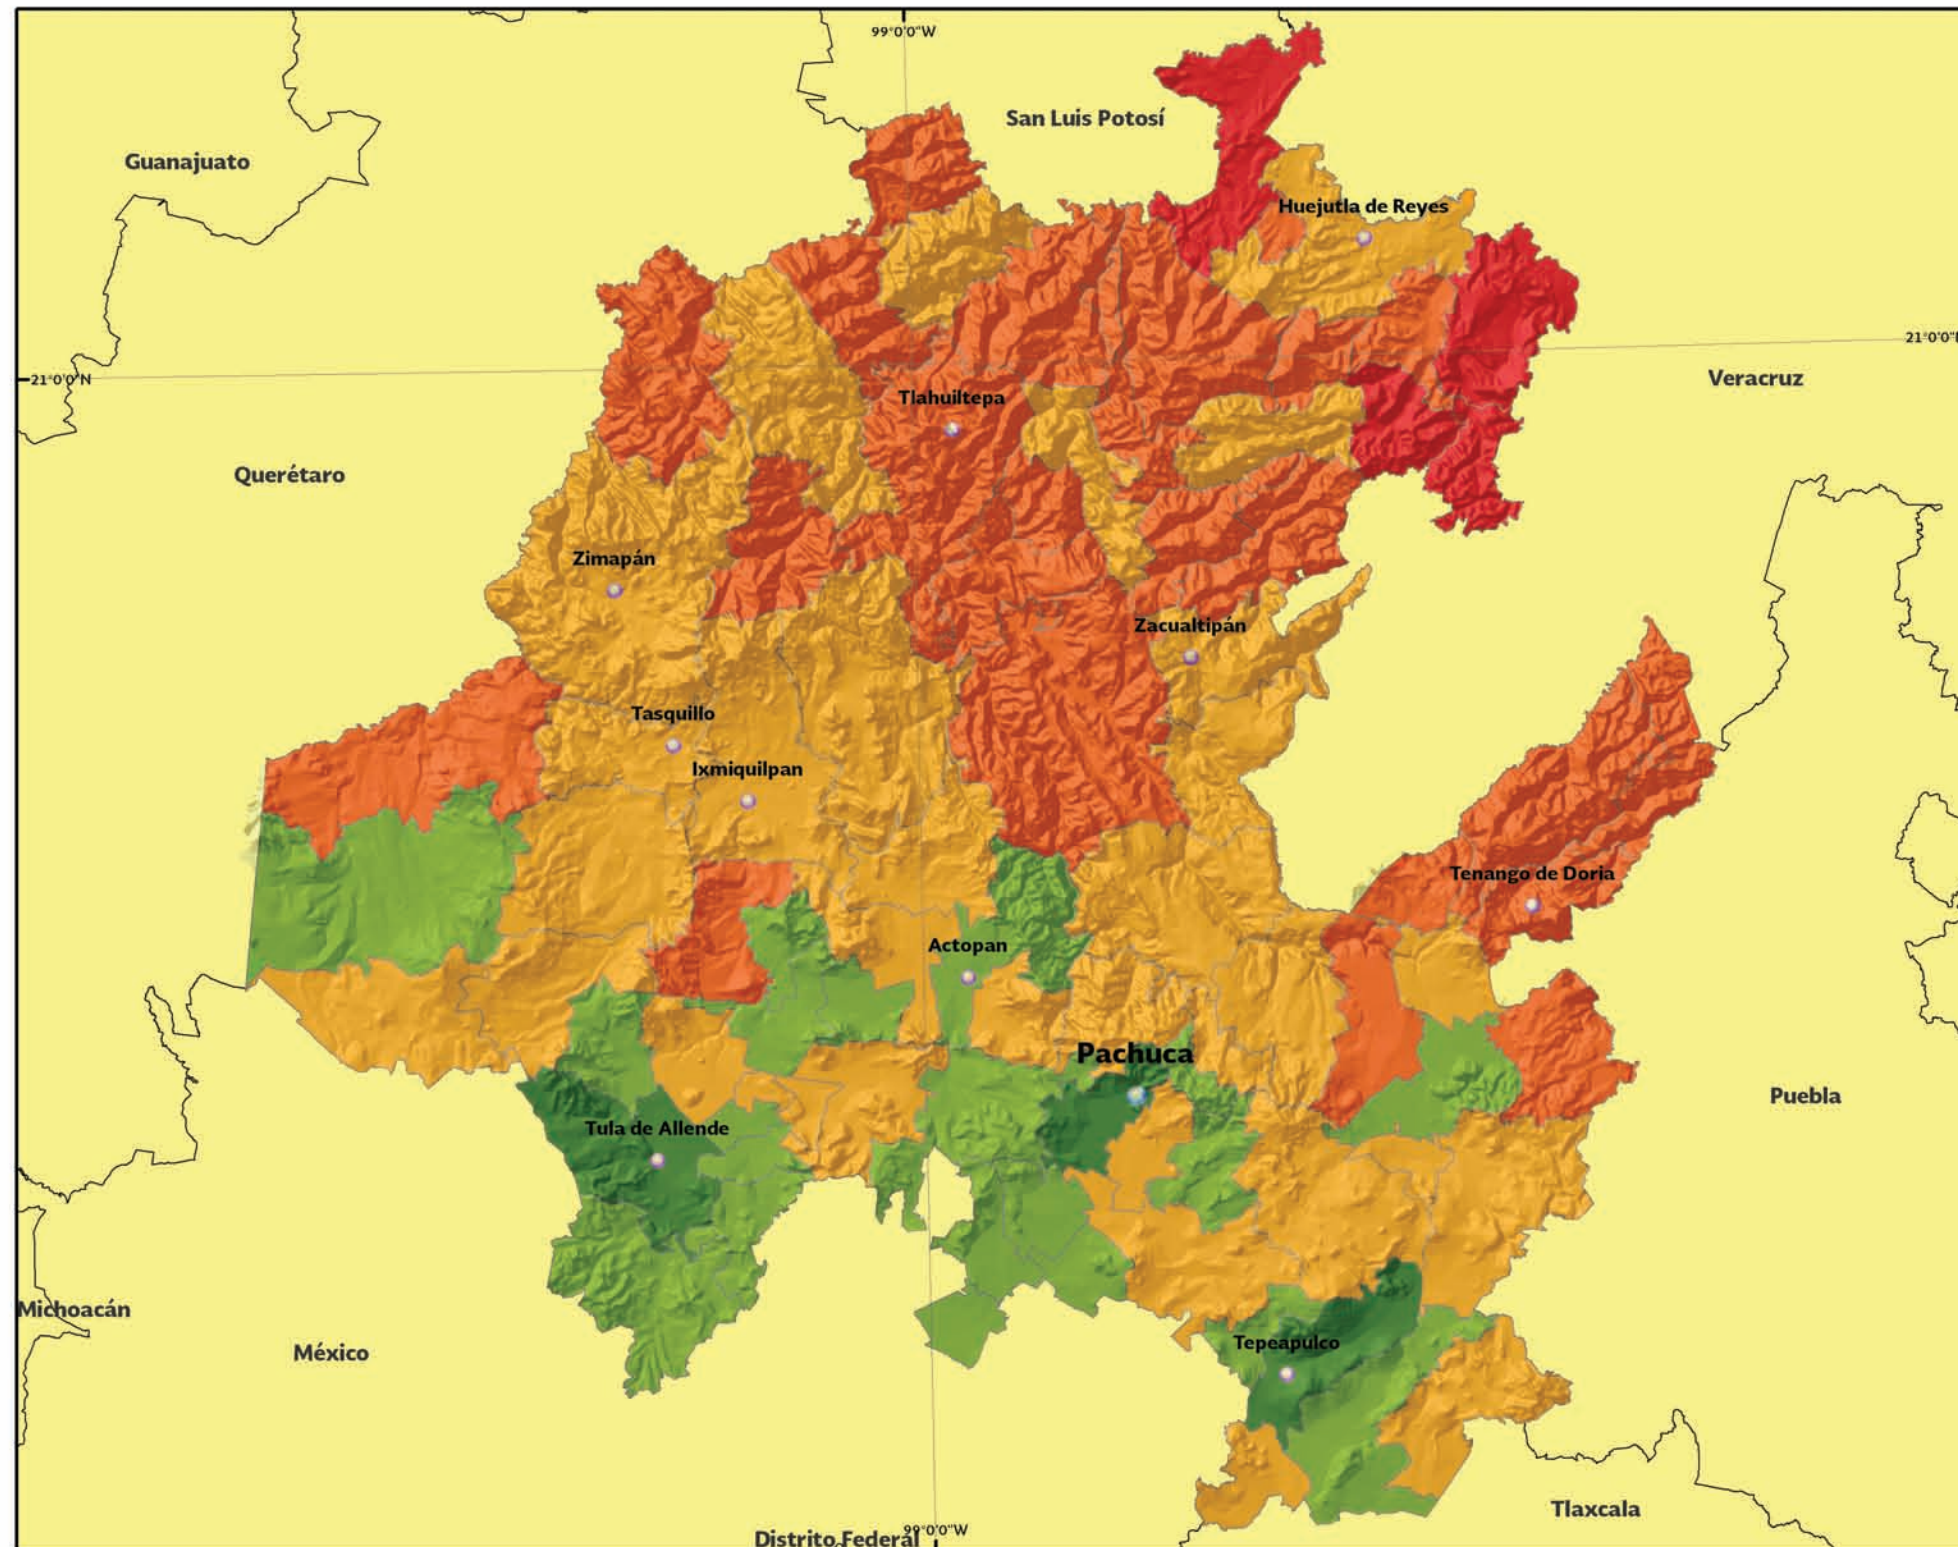 99°0'0"W
San Luis Potosí
Guanajuato
Huejutla de Reyes
21°0'0"N
21°0'0"
Veracruz
Tlahuiltepa
Querétaro
Zimapán
Zacualtipán
Tasquillo
Ixmiquilpan
Tenango de Doria
Actopan
Pachuca
Puebla
Tula de Allende
Michoacán
México
Tepeapulco
Tlaxcala
99°0'0"W
Distrito Federal